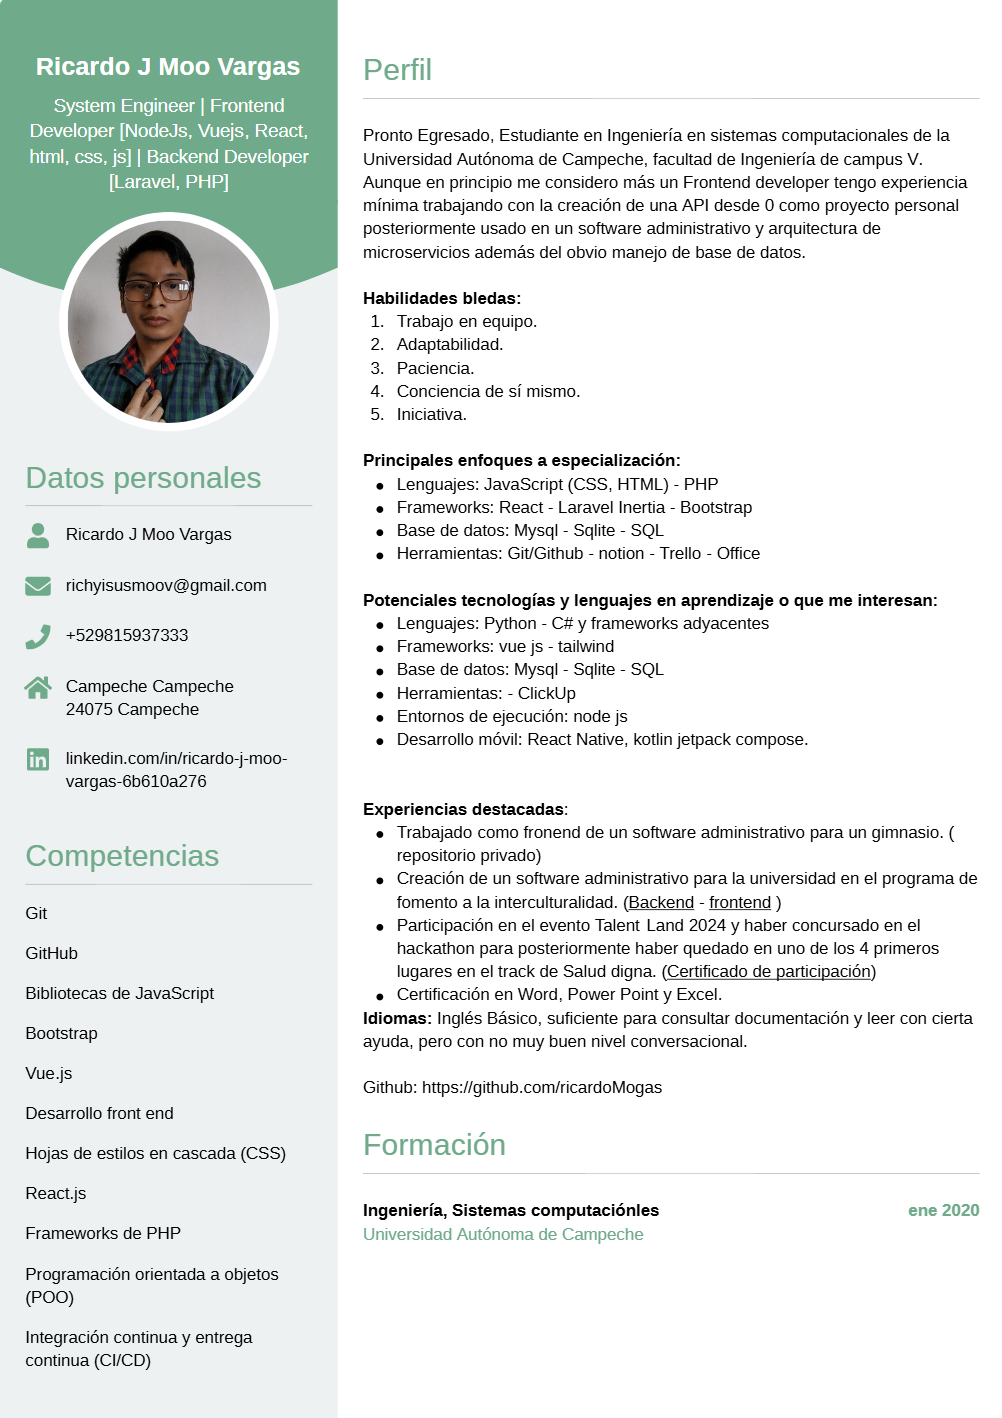 Ricardo J Moo Vargas
System Engineer | Frontend
Developer [NodeJs, Vuejs, React,
html, css, js] | Backend Developer
[Laravel, PHP]
Datos personales
Ricardo J Moo Vargas
richyisusmoov@gmail.com
+529815937333
Campeche Campeche
24075 Campeche
linkedin.com/in/ricardo-j-moo-
vargas-6b610a276
Competencias
Git
GitHub
Bibliotecas de JavaScript
Bootstrap
Vue.js
Desarrollo front end
Hojas de estilos en cascada (CSS)
React.js
Frameworks de PHP
Programación orientada a objetos
(POO)
Integración continua y entrega
continua (CI/CD)
Perfil
Pronto Egresado, Estudiante en Ingeniería en sistemas computacionales de la
Universidad Autónoma de Campeche, facultad de Ingeniería de campus V.
Aunque en principio me considero más un Frontend developer tengo experiencia
mínima trabajando con la creación de una API desde 0 como proyecto personal
posteriormente usado en un software administrativo y arquitectura de
microservicios además del obvio manejo de base de datos.
Habilidades bledas:
1. Trabajo en equipo.
2. Adaptabilidad.
3. Paciencia.
4. Conciencia de sí mismo.
5. Iniciativa.
Principales enfoques a especialización:
● Lenguajes: JavaScript (CSS, HTML) - PHP
● Frameworks: React - Laravel Inertia - Bootstrap
● Base de datos: Mysql - Sqlite - SQL
● Herramientas: Git/Github - notion - Trello - Office
Potenciales tecnologías y lenguajes en aprendizaje o que me interesan:
● Lenguajes: Python - C# y frameworks adyacentes
● Frameworks: vue js - tailwind
● Base de datos: Mysql - Sqlite - SQL
● Herramientas: - ClickUp
● Entornos de ejecución: node js
● Desarrollo móvil: React Native, kotlin jetpack compose.
Experiencias destacadas:
● Trabajado como fronend de un software administrativo para un gimnasio. (
repositorio privado)
● Creación de un software administrativo para la universidad en el programa de
fomento a la interculturalidad. (Backend - frontend )
● Participación en el evento Talent Land 2024 y haber concursado en el
hackathon para posteriormente haber quedado en uno de los 4 primeros
lugares en el track de Salud digna. (Certificado de participación)
● Certificación en Word, Power Point y Excel.
Idiomas: Inglés Básico, suficiente para consultar documentación y leer con cierta
ayuda, pero con no muy buen nivel conversacional.
Github: https://github.com/ricardoMogas
Formación
Ingeniería, Sistemas computaciónles ene 2020
Universidad Autónoma de Campeche